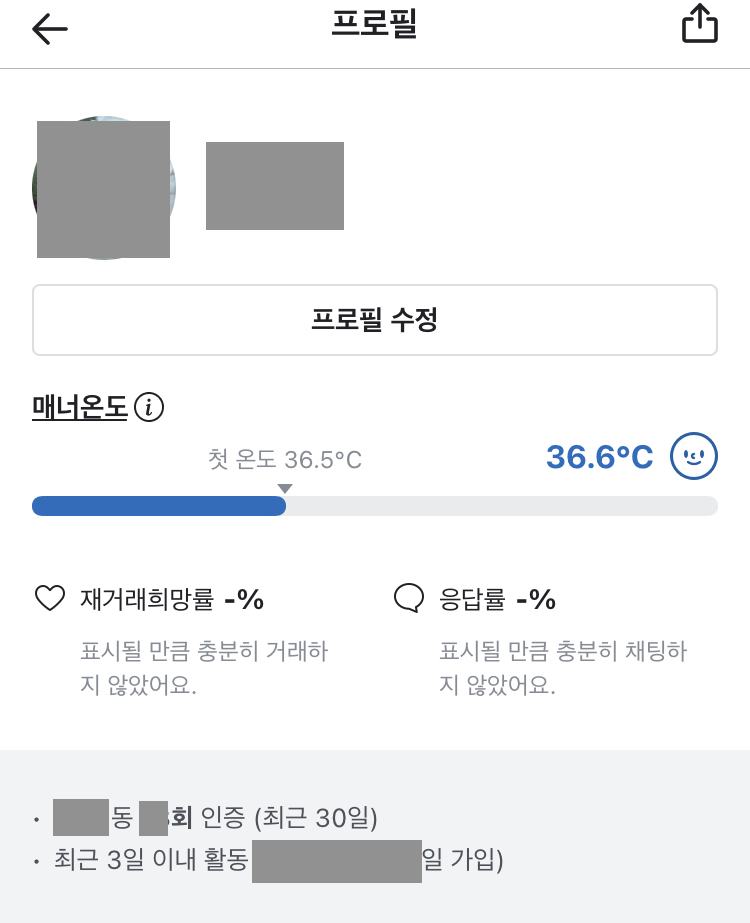 프로필
프로필 수정
매너온도
첫 온도 36.5°C
36.6°C
재거래희망률 -%
표시될 만큼 충분히 거래하
지 않았어요.
응답률 -%
표시될 만큼 충분히 채팅하
지 않았어요.
• 동 회 인증 (최근 30일)
• 최근 3일 이내 활동 일 가입)